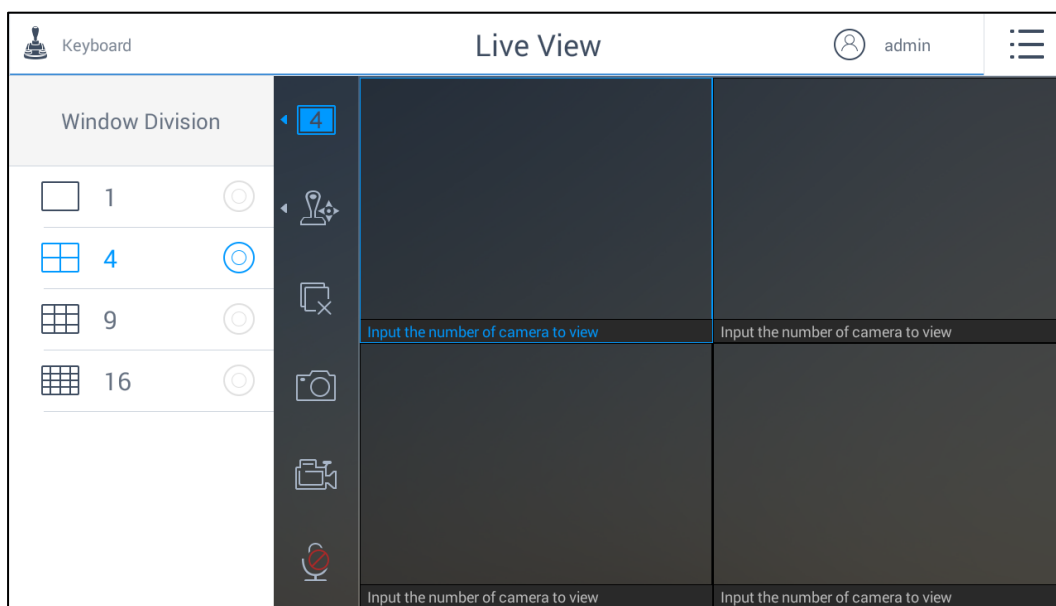 Keyboard
Live View
admin
Window Division
4
1
4
9
16
Input the number of camera to view
Input the number of camera to view
Input the number of camera to view
Input the number of camera to view